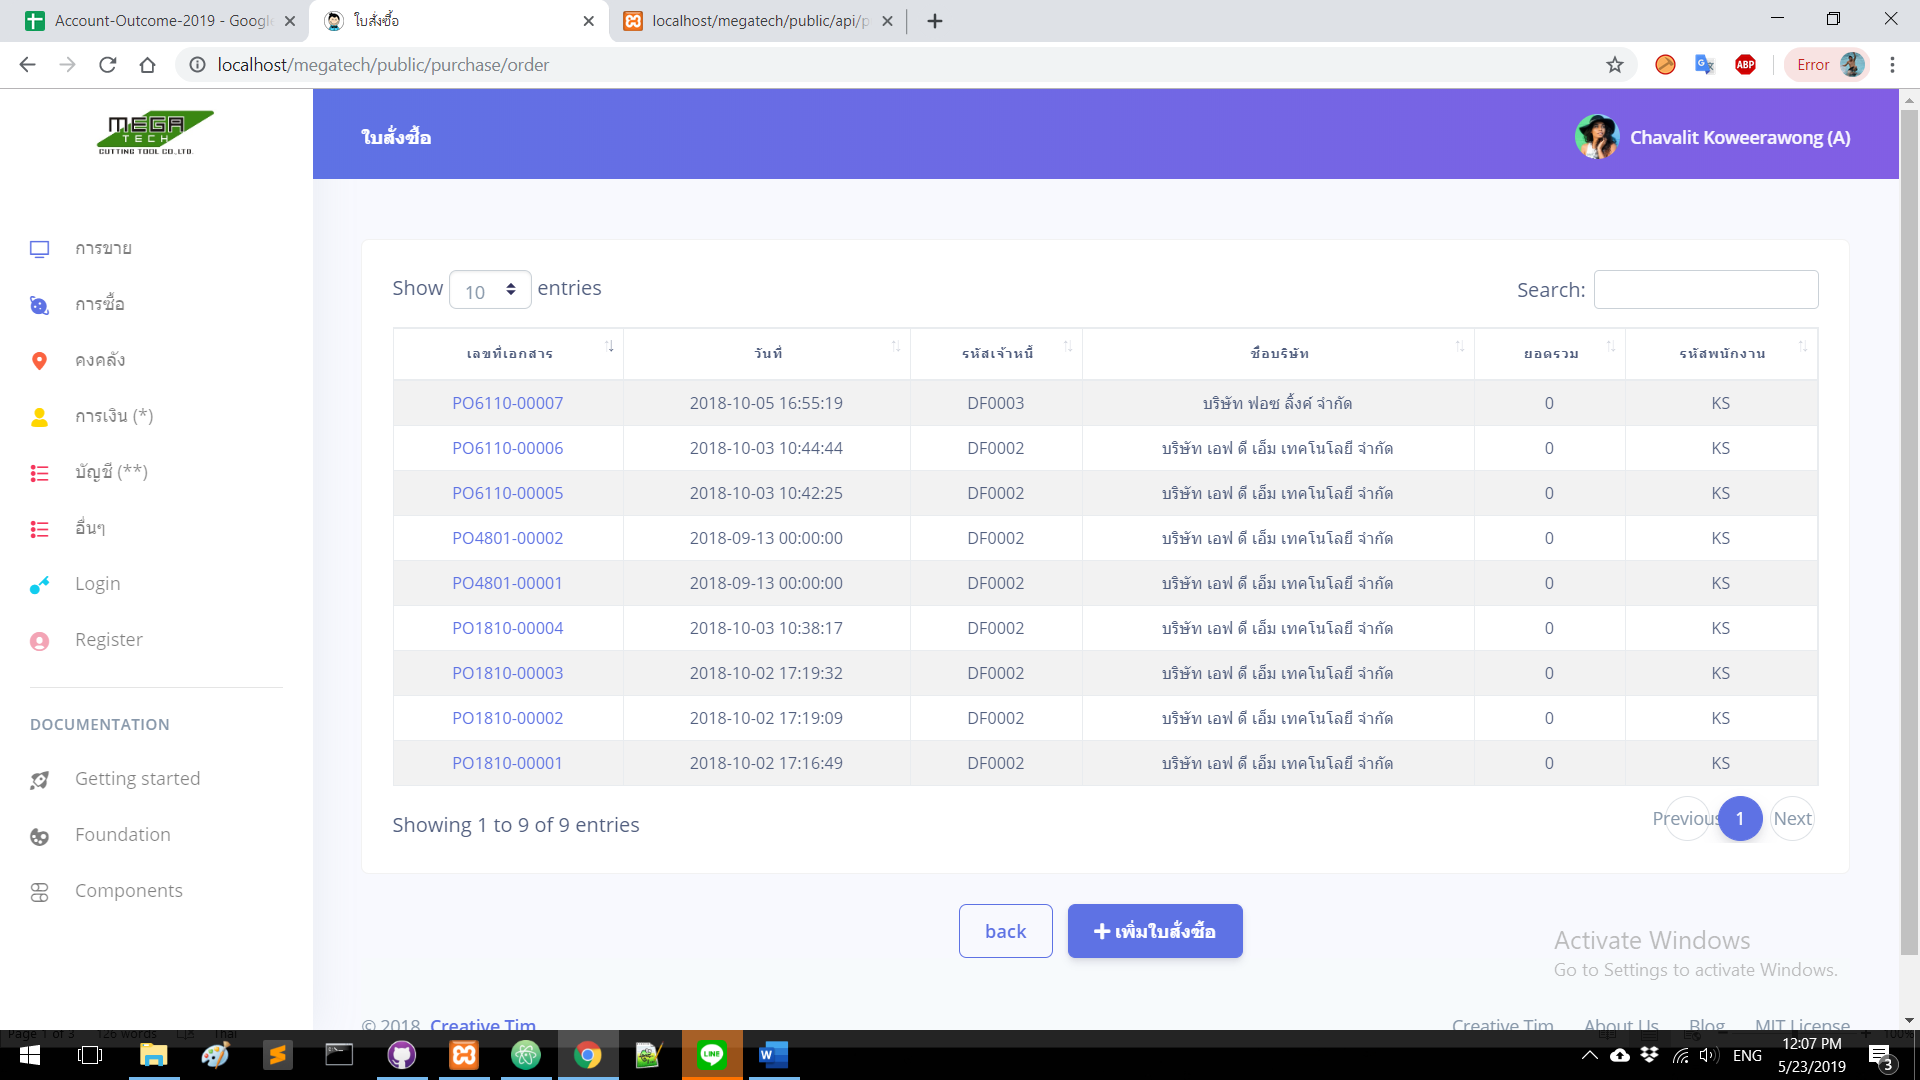 Account-Outcome-2019 - Googl
ใบสั่งซื้อ
localhost/megatech/public/api/p
localhost/megatech/public/purchase/order
ABP
Error
MEGA
TECH
CUTTING TOOL CO.,LTD.
ใบสั่งซื้อ
Chavalit Koweerawong (A)
การขาย
การซื้อ
คงคลัง
การเงิน (*)
บัญชี (**)
อื่นๆ
Login
Register
DOCUMENTATION
Getting started
Foundation
Components
Show 10 entries
Search:
เลขที่เอกสาร วันที่ รหัสเจ้าหนี้ ชื่อบริษัท ยอดรวม รหัสพนักงาน
PO6110-00007 2018-10-05 16:55:19 DF0003 บริษัท ฟอซ ลิ้งค์ จำกัด 0 KS
PO6110-00006 2018-10-03 10:44:44 DF0002 บริษัท เอฟ ดี เอ็ม เทคโนโลยี จำกัด 0 KS
PO6110-00005 2018-10-03 10:42:25 DF0002 บริษัท เอฟ ดี เอ็ม เทคโนโลยี จำกัด 0 KS
PO4801-00002 2018-09-13 00:00:00 DF0002 บริษัท เอฟ ดี เอ็ม เทคโนโลยี จำกัด 0 KS
PO4801-00001 2018-09-13 00:00:00 DF0002 บริษัท เอฟ ดี เอ็ม เทคโนโลยี จำกัด 0 KS
PO1810-00004 2018-10-03 10:38:17 DF0002 บริษัท เอฟ ดี เอ็ม เทคโนโลยี จำกัด 0 KS
PO1810-00003 2018-10-02 17:19:32 DF0002 บริษัท เอฟ ดี เอ็ม เทคโนโลยี จำกัด 0 KS
PO1810-00002 2018-10-02 17:19:09 DF0002 บริษัท เอฟ ดี เอ็ม เทคโนโลยี จำกัด 0 KS
PO1810-00001 2018-10-02 17:16:49 DF0002 บริษัท เอฟ ดี เอ็ม เทคโนโลยี จำกัด 0 KS
Showing 1 to 9 of 9 entries
Previous 1 Next
back
เพิ่มใบสั่งซื้อ
Activate Windows
Go to Settings to activate Windows.
© 2018 Creative Tim
Creative Tim About Us Blog MIT License
Page 1 of 3 126 words Thai
LINE
ENG
12:07 PM
5/23/2019
3